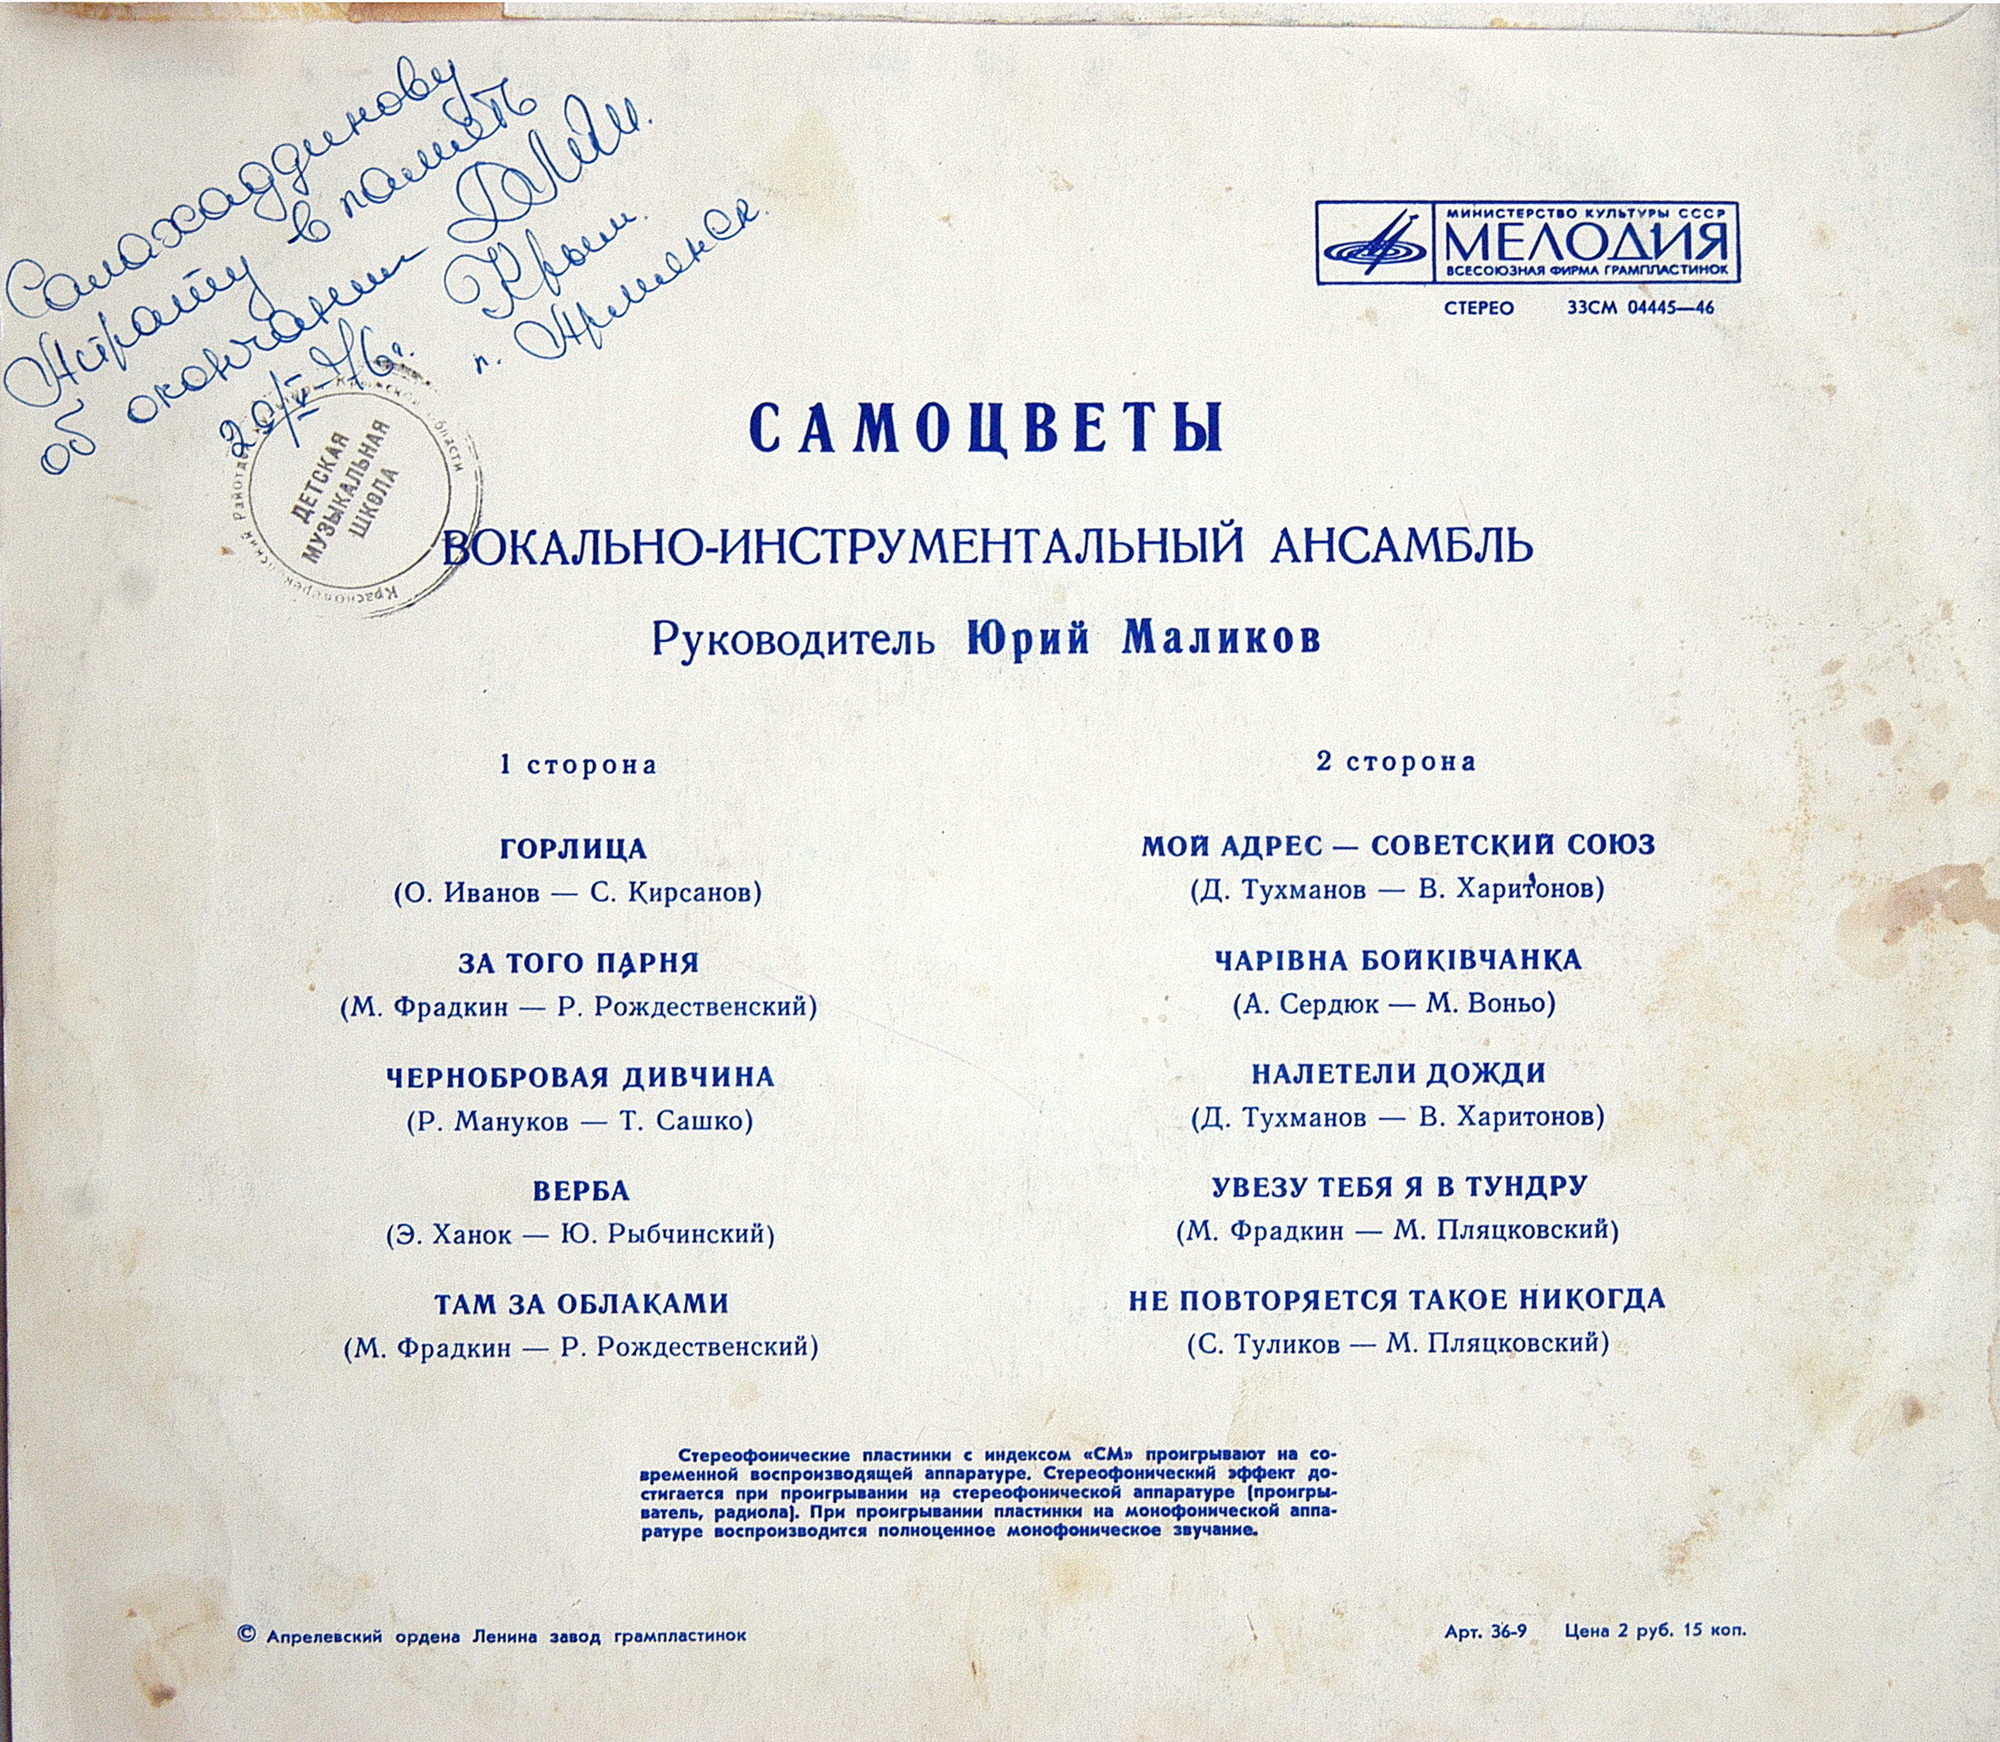 Салахаддинову
Астрату в память
об окончании ДМШ.
20/V-76г. Крым.
п. Армянск.
ДЕТСКАЯ
МУЗЫКАЛЬНАЯ
ШКОЛА
МИНИСТЕРСТВО КУЛЬТУРЫ СССР
МЕЛОДИЯ
ВСЕСОЮЗНАЯ ФИРМА ГРАМПЛАСТИНОК
СТЕРЕО 33СМ 04445—46
САМОЦВЕТЫ
ВОКАЛЬНО-ИНСТРУМЕНТАЛЬНЫЙ АНСАМБЛЬ
Руководитель Юрий Маликов
1 сторона
ГОРЛИЦА
(О. Иванов — С. Кирсанов)
ЗА ТОГО ПАРНЯ
(М. Фрадкин — Р. Рождественский)
ЧЕРНОБРОВАЯ ДИВЧИНА
(Р. Мануков — Т. Сашко)
ВЕРБА
(Э. Ханок — Ю. Рыбчинский)
ТАМ ЗА ОБЛАКАМИ
(М. Фрадкин — Р. Рождественский)
2 сторона
МОЙ АДРЕС — СОВЕТСКИЙ СОЮЗ
(Д. Тухманов — В. Харитонов)
ЧАРІВНА БОЙКІВЧАНКА
(А. Сердюк — М. Воньо)
НАЛЕТЕЛИ ДОЖДИ
(Д. Тухманов — В. Харитонов)
УВЕЗУ ТЕБЯ Я В ТУНДРУ
(М. Фрадкин — М. Пляцковский)
НЕ ПОВТОРЯЕТСЯ ТАКОЕ НИКОГДА
(С. Туликов — М. Пляцковский)
Стереофонические пластинки с индексом «СМ» проигрывают на со-
временной воспроизводящей аппаратуре. Стереофонический эффект до-
стигается при проигрывании на стереофонической аппаратуре (проигры-
ватель, радиола). При проигрывании пластинки на монофонической аппа-
ратуре воспроизводится полноценное монофоническое звучание.
© Апрелевский ордена Ленина завод грампластинок
Арт. 36-9 Цена 2 руб. 15 коп.